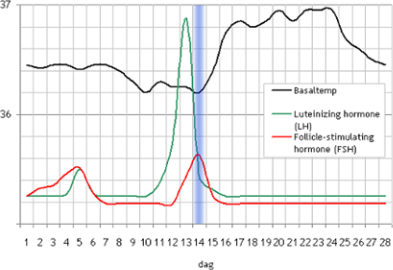 37
36
Basaltemp
Luteinizing hormone
(LH)
Follicle-stimulating
hormone (FSH)
1 2 3 4 5 6 7 8 9 10 11 12 13 14 15 16 17 18 19 20 21 22 23 24 25 26 27 28
dag